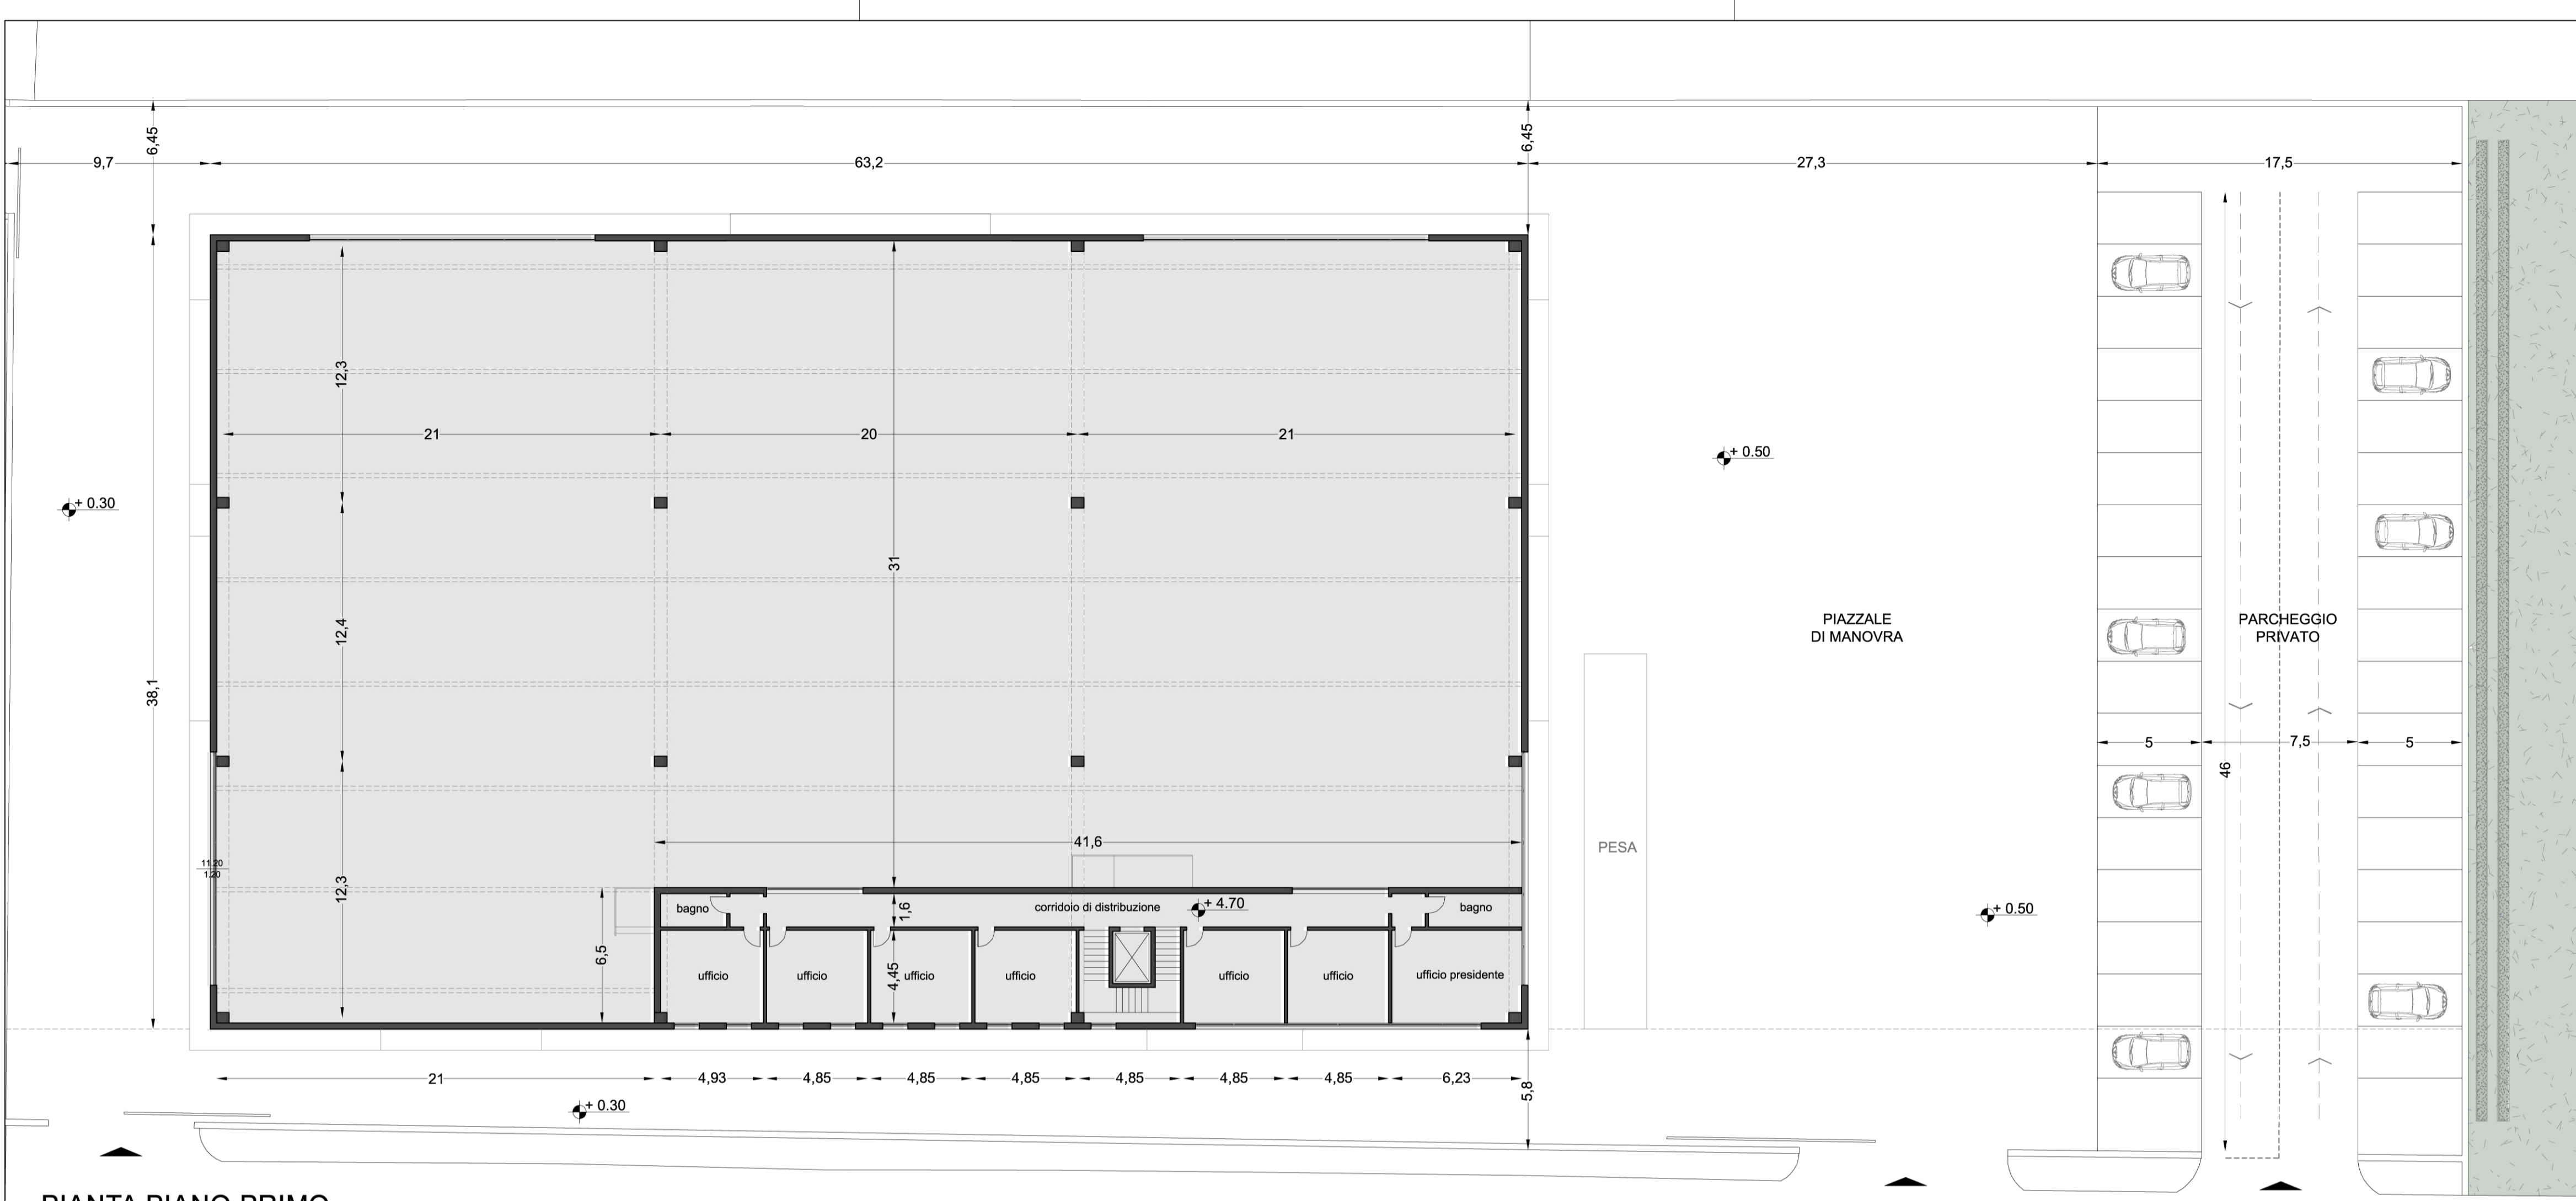 6,45
6,45
9,7
63,2
27,3
17,5
12,3
21
20
21
+ 0.50
+ 0.30
31
12,4
PIAZZALE
DI MANOVRA
PARCHEGGIO
PRIVATO
38,1
5
7,5
5
46
41,6
PESA
11.20
1.20
12,3
bagno
1,6
corridoio di distribuzione
+ 4.70
bagno
+ 0.50
6,5
ufficio
ufficio
4,45
ufficio
ufficio
ufficio
ufficio
ufficio presidente
21
4,93
4,85
4,85
4,85
4,85
4,85
4,85
6,23
5,8
+ 0.30
PIANTA PIANO PRIMO